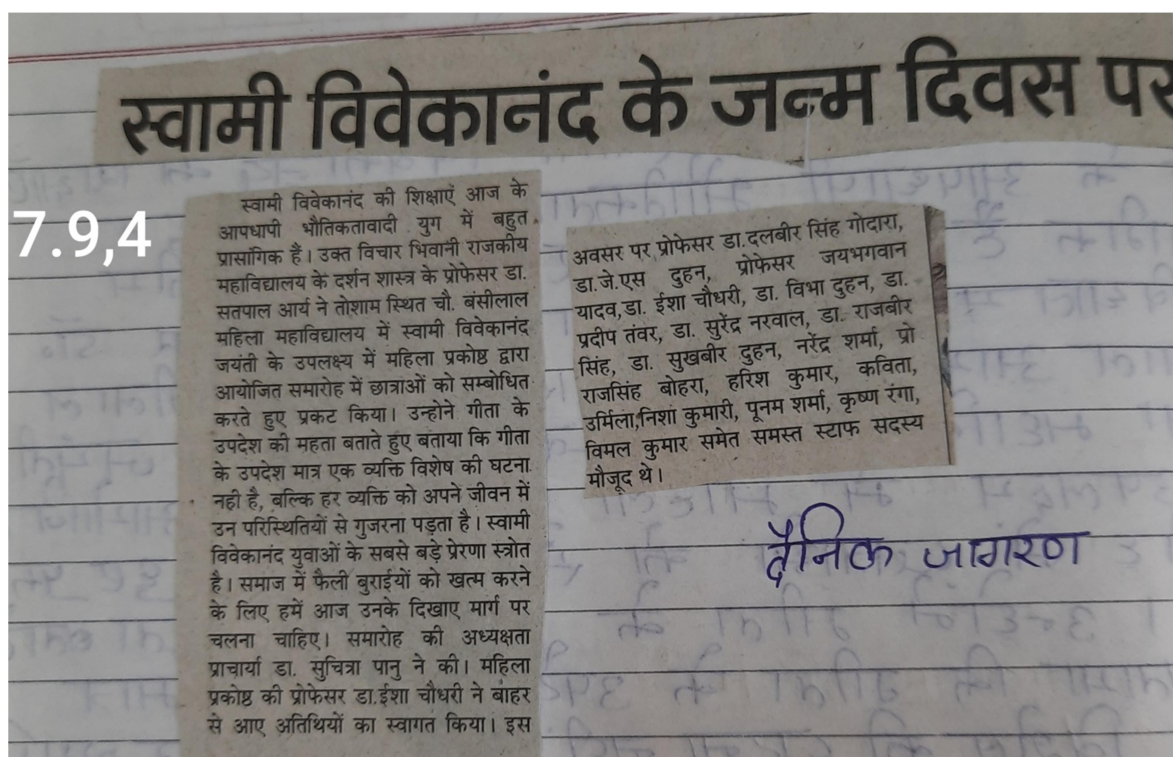 स्वामी विवेकानंद के जन्म दिवस पर
7.9,4
स्वामी विवेकानंद की शिक्षाएं आज के
आपधापी भौतिकतावादी युग में बहुत
प्रासांगिक हैं। उक्त विचार भिवानी राजकीय
महाविद्यालय के दर्शन शास्त्र के प्रोफेसर डा.
सतपाल आर्य ने तोशाम स्थित चौ. बंसीलाल
महिला महाविद्यालय में स्वामी विवेकानंद
जयंती के उपलक्ष्य में महिला प्रकोष्ठ द्वारा
आयोजित समारोह में छात्राओं को सम्बोधित
करते हुए प्रकट किया। उन्होने गीता के
उपदेश की महता बताते हुए बताया कि गीता
के उपदेश मात्र एक व्यक्ति विशेष की घटना
नही है, बल्कि हर व्यक्ति को अपने जीवन में
उन परिस्थितियों से गुजरना पड़ता है। स्वामी
विवेकानंद युवाओं के सबसे बड़े प्रेरणा स्त्रोत
है। समाज में फैली बुराईयों को खत्म करने
के लिए हमें आज उनके दिखाए मार्ग पर
चलना चाहिए। समारोह की अध्यक्षता
प्राचार्या डा. सुचित्रा पानु ने की। महिला
प्रकोष्ठ की प्रोफेसर डा.ईशा चौधरी ने बाहर
से आए अतिथियों का स्वागत किया। इस
अवसर पर प्रोफेसर डा.दलबीर सिंह गोदारा,
डा.जे.एस दुहन, प्रोफेसर जयभगवान
यादव,डा. ईशा चौधरी, डा. विभा दुहन, डा.
प्रदीप तंवर, डा. सुरेंद्र नरवाल, डा. राजबीर
सिंह, डा. सुखबीर दुहन, नरेंद्र शर्मा, प्रो
राजसिंह बोहरा, हरिश कुमार, कविता,
उर्मिला,निशा कुमारी, पूनम शर्मा, कृष्ण रंगा,
विमल कुमार समेत समस्त स्टाफ सदस्य
मौजूद थे।
दैनिक जागरण